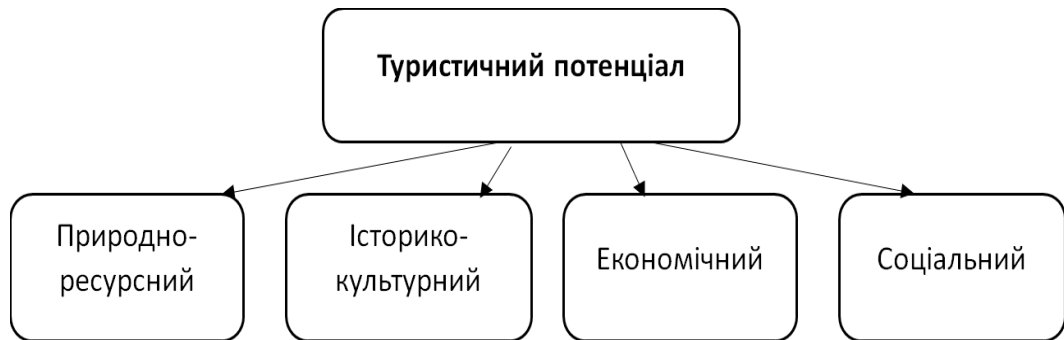 Туристичний потенціал
Природно-
ресурсний
Історико-
культурний
Економічний
Соціальний